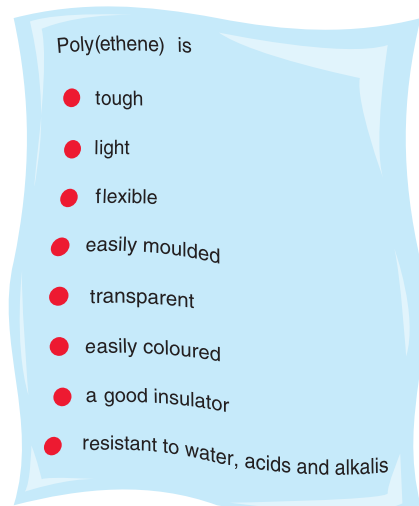 Poly(ethene) is
tough
light
flexible
easily moulded
transparent
easily coloured
a good insulator
resistant to water, acids and alkalis